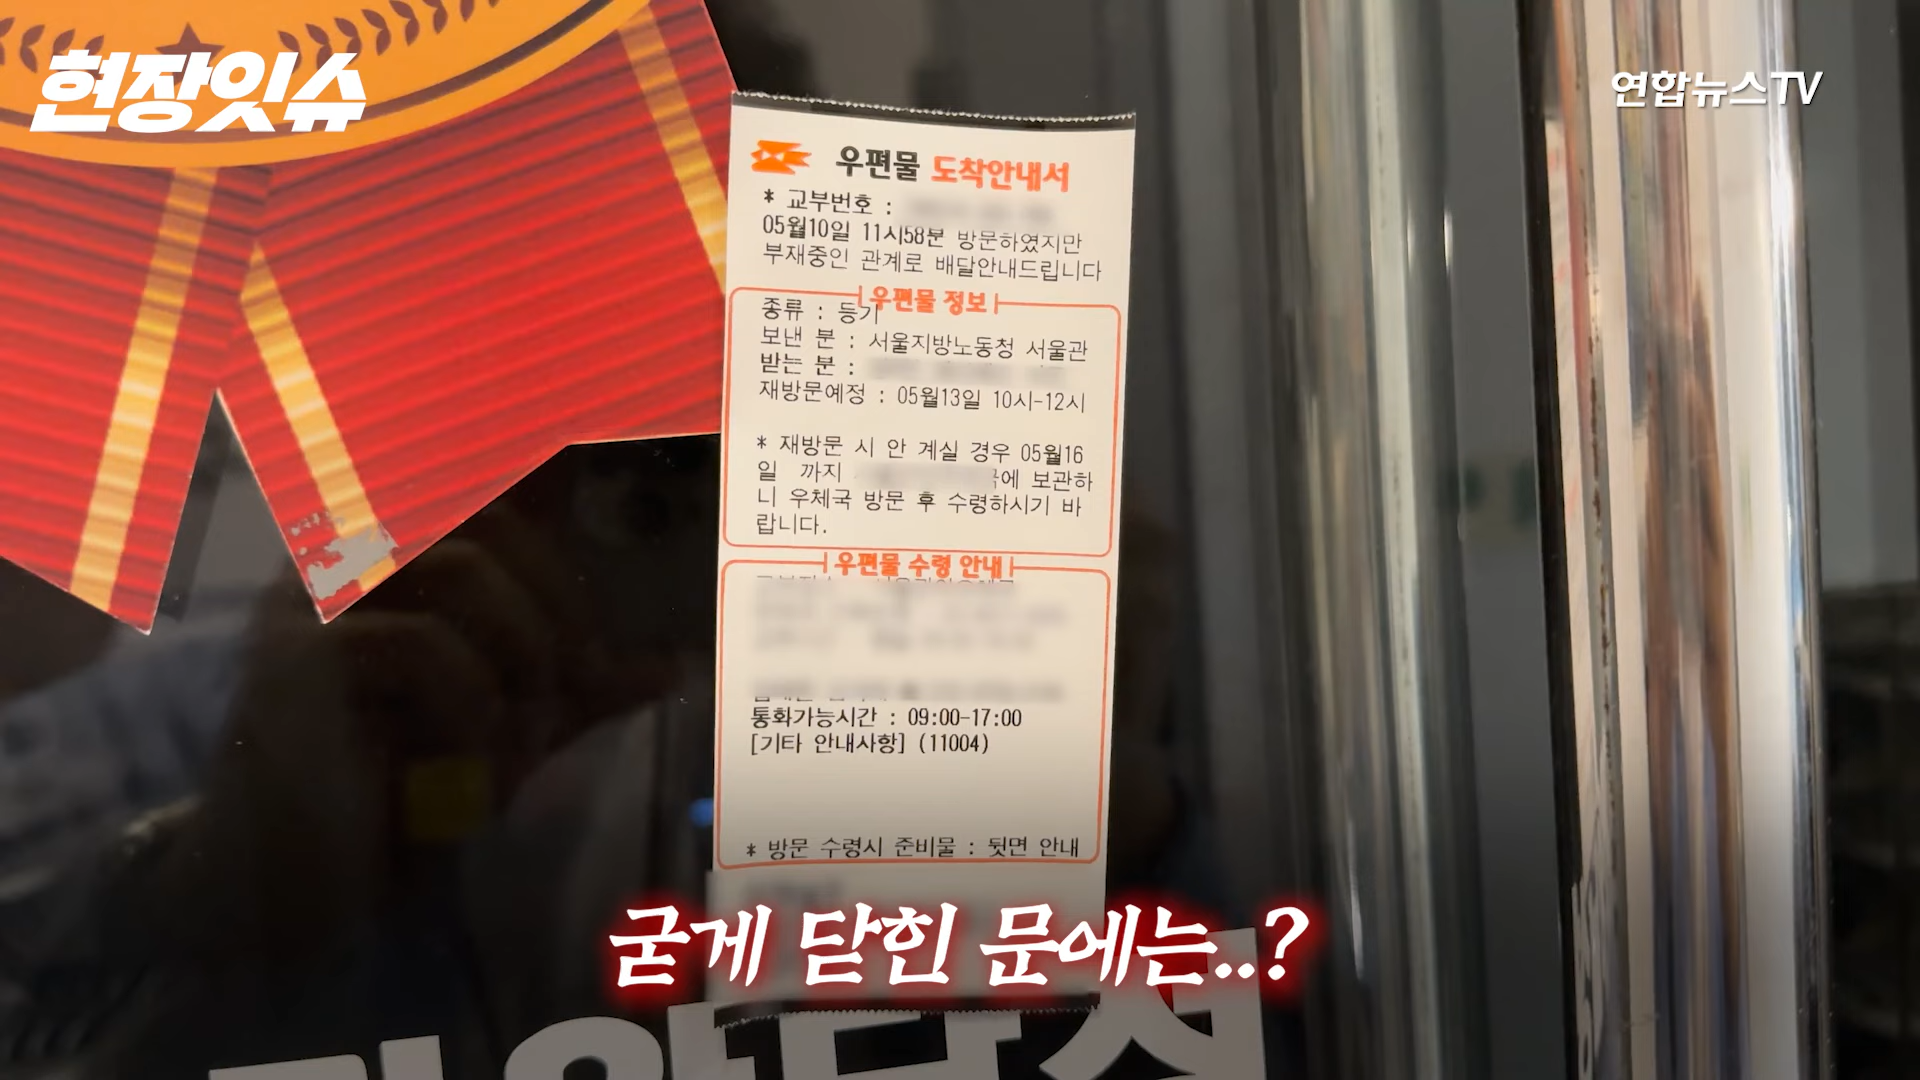 현장잇슈
연합뉴스TV
우편물 도착안내서
* 교부번호 :
05월10일 11시58분 방문하였지만
부재중인 관계로 배달안내드립니다
우편물 정보
종류 : 등기
보낸 분 : 서울지방노동청 서울관
받는 분 :
재방문예정 : 05월13일 10시-12시
* 재방문 시 안 계실 경우 05월16
일 까지 에 보관하
니 우체국 방문 후 수령하시기 바
랍니다.
우편물 수령 안내
통화가능시간 : 09:00-17:00
[기타 안내사항] (11004)
* 방문 수령시 준비물 : 뒷면 안내
굳게 닫힌 문에는..?